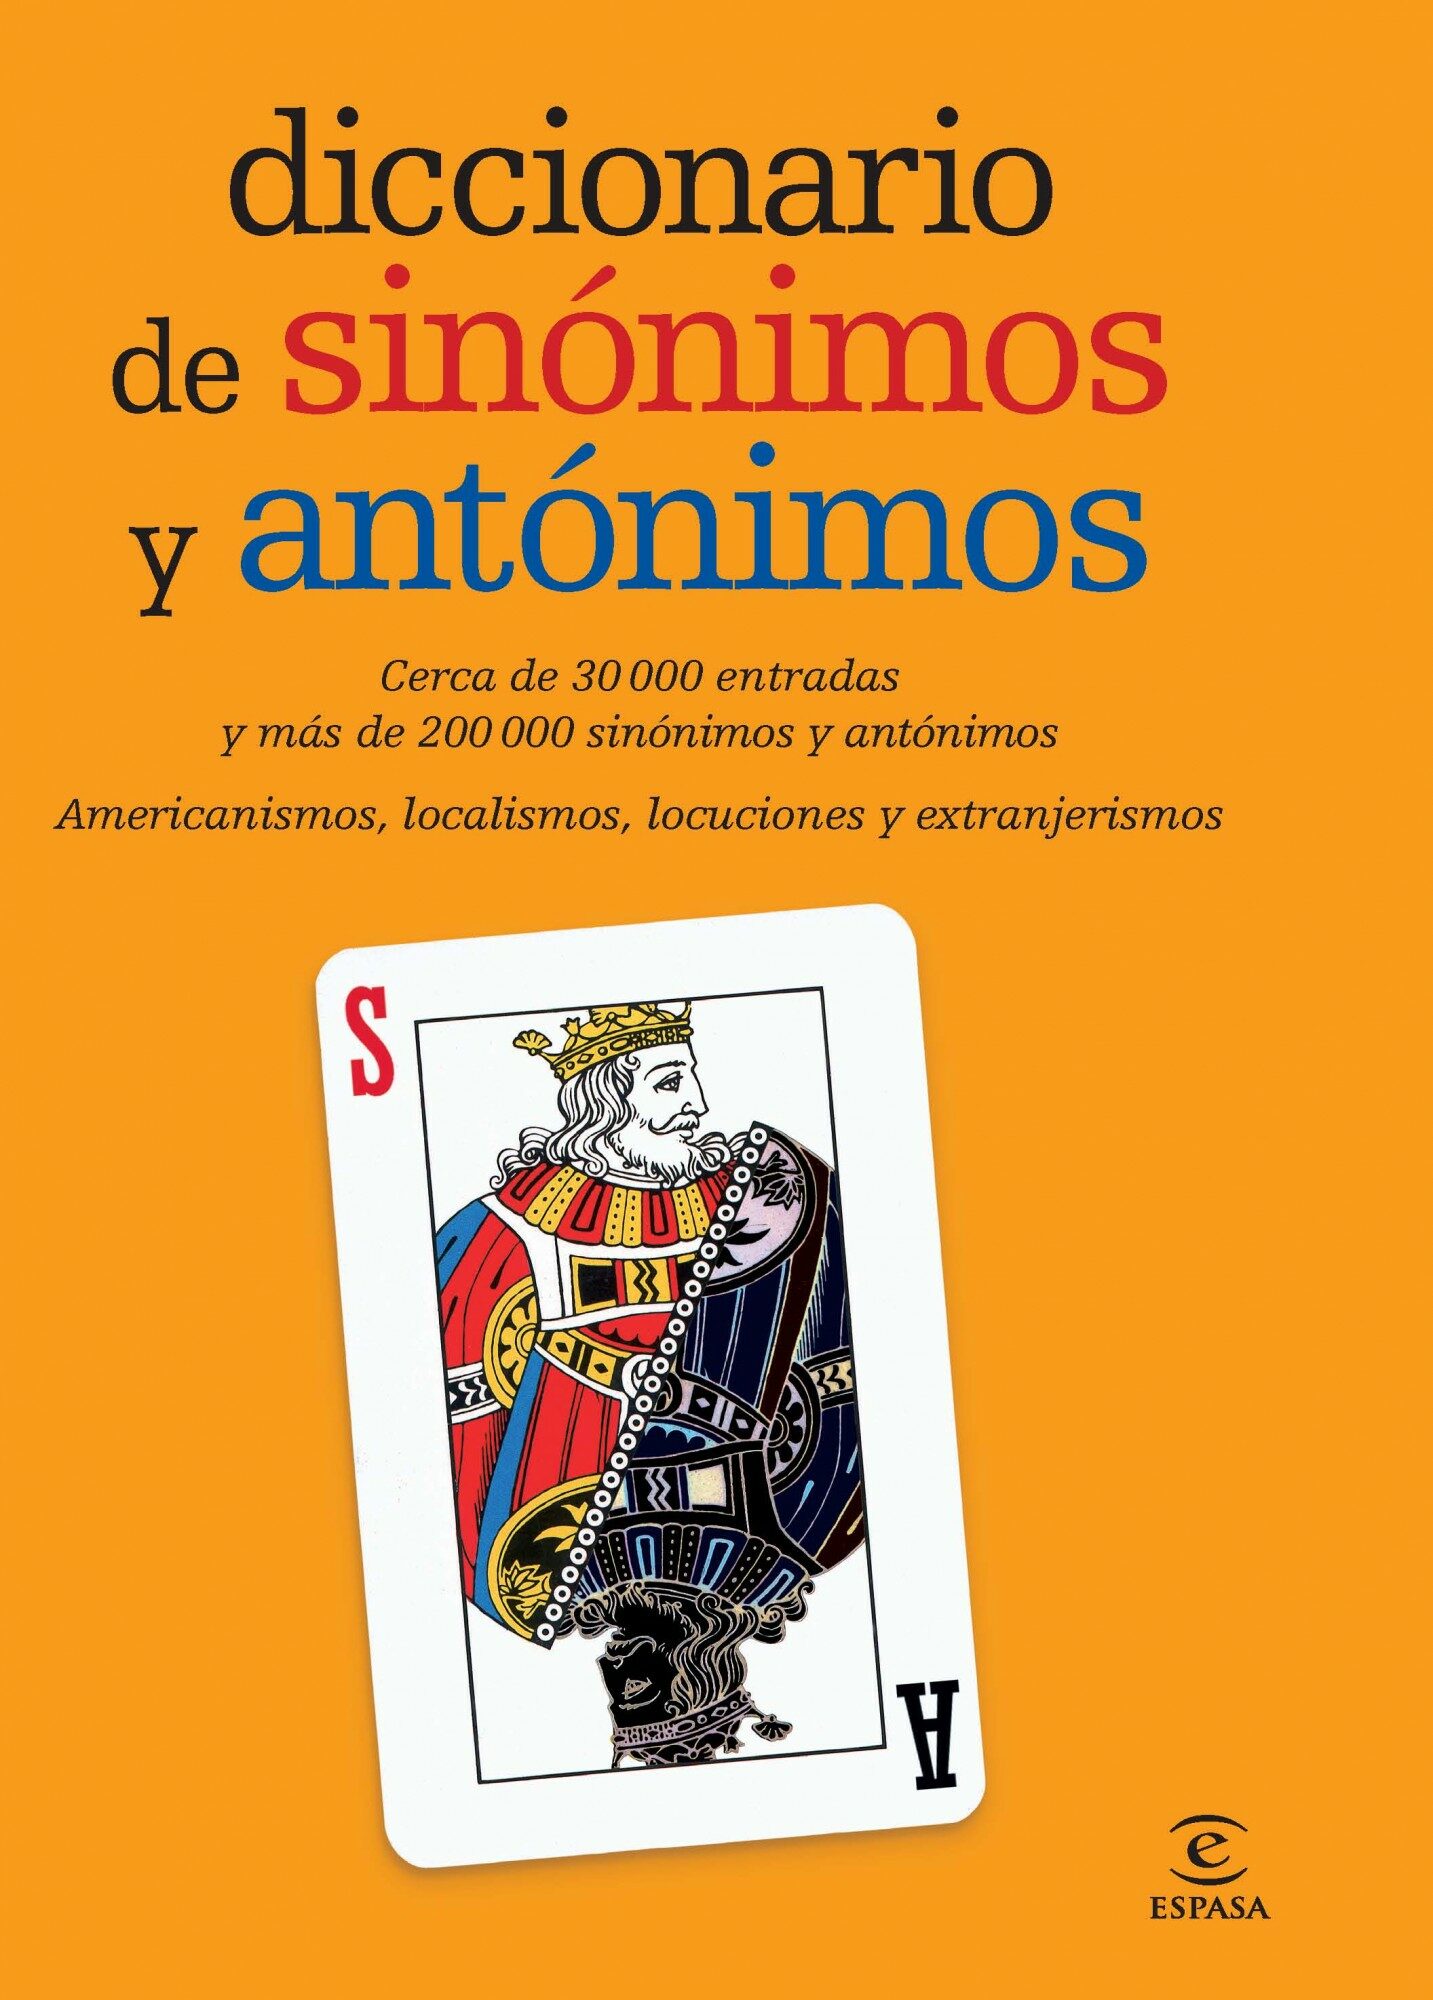 diccionario
de sinónimos
y antónimos
Cerca de 30 000 entradas
y más de 200 000 sinónimos y antónimos
Americanismos, localismos, locuciones y extranjerismos
S
A
e
ESPASA